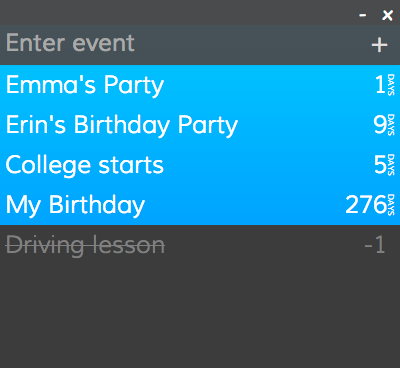 - x
Enter event +
Emma's Party 1 DAYS
Erin's Birthday Party 9 DAYS
College starts 5 DAYS
My Birthday 276 DAYS
Driving lesson -1